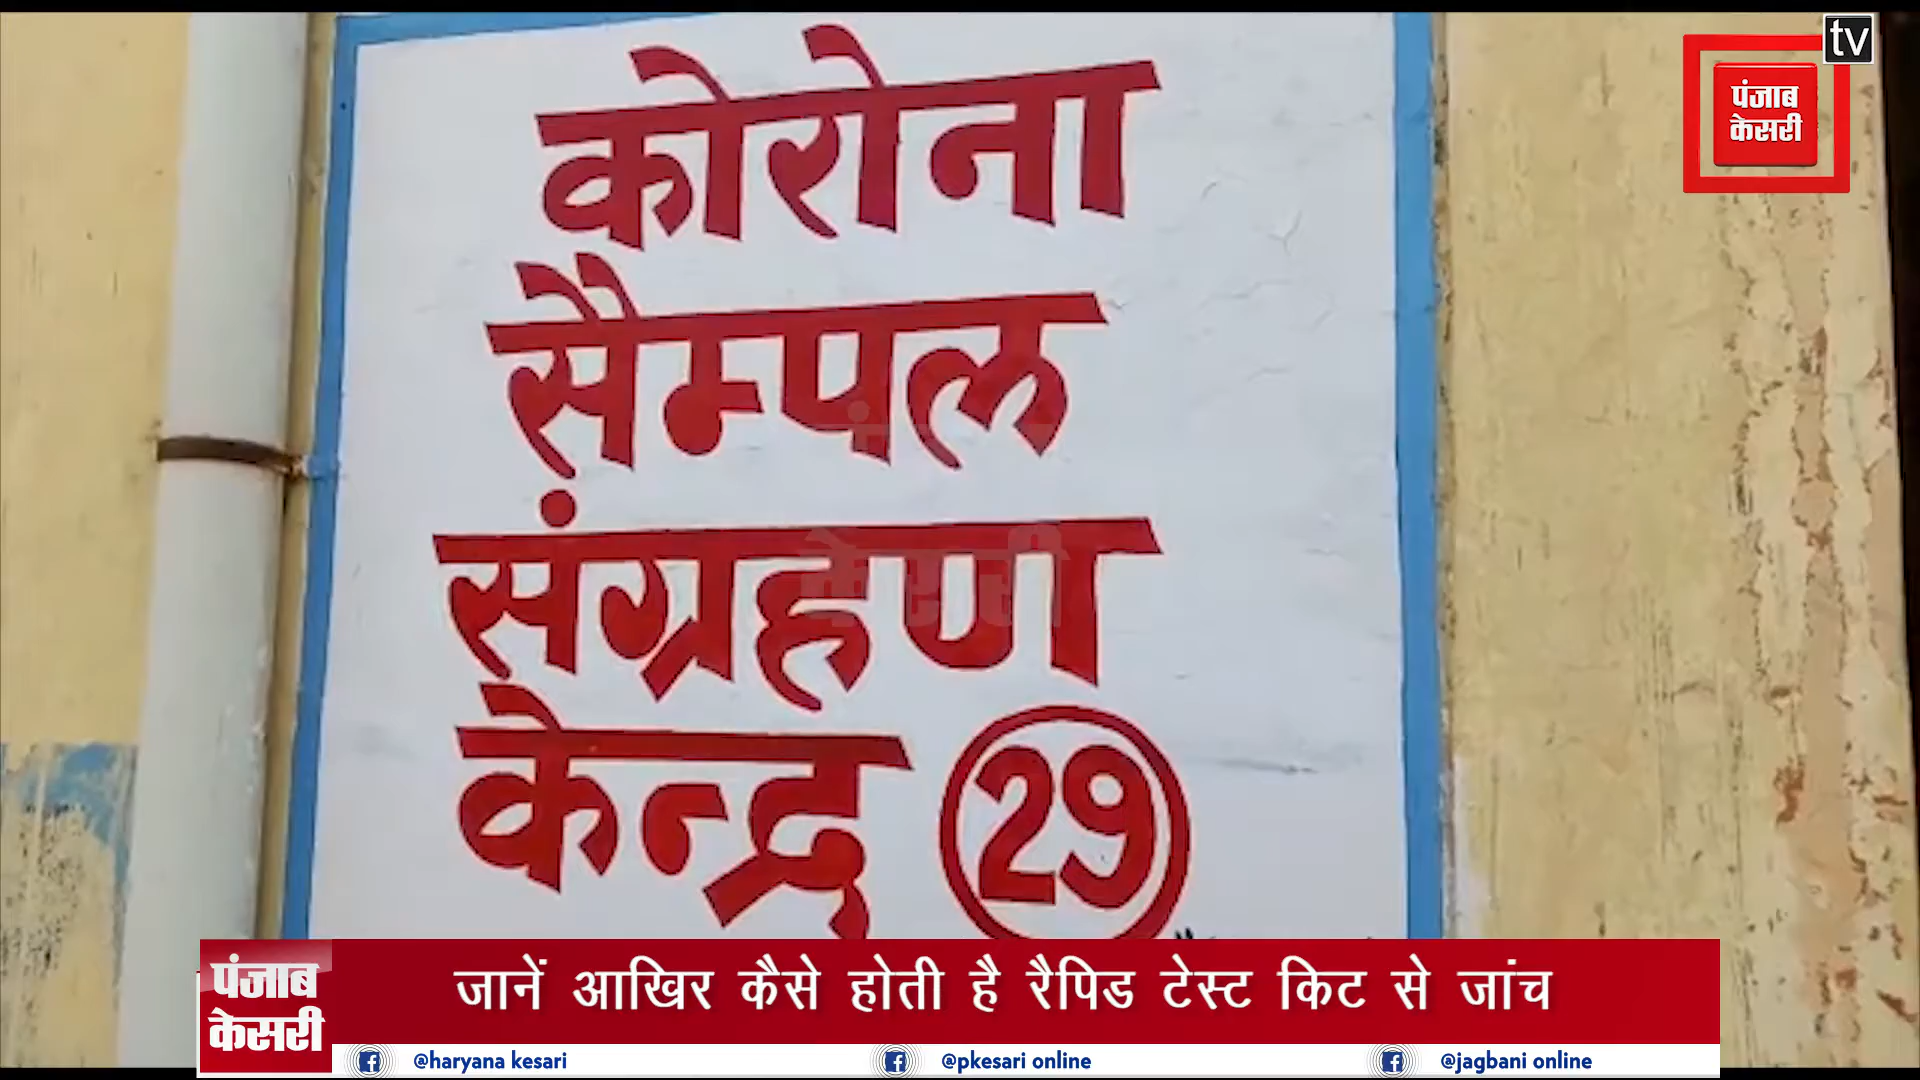 tv
पंजाब
केसरी
कोरोना
सैम्पल
संग्रहण
केन्द्र 29
पंजाब
केसरी
जानें आखिर कैसे होती है रैपिड टेस्ट किट से जांच
@haryana kesari @pkesari online @jagbani online